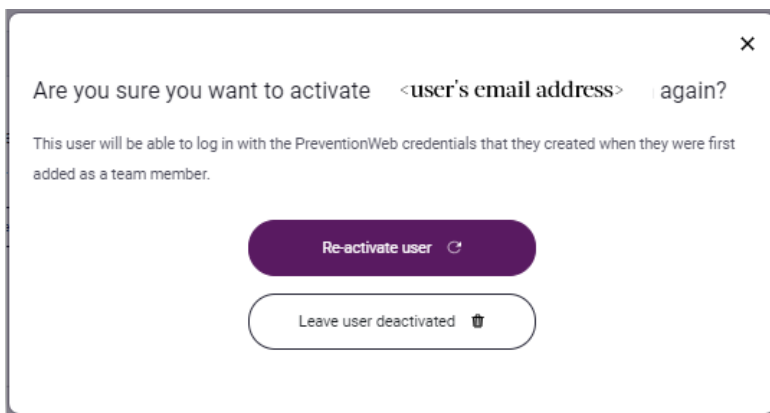 Are you sure you want to activate <user's email address> again?
This user will be able to log in with the PreventionWeb credentials that they created when they were first
added as a team member.
Re-activate user
Leave user deactivated